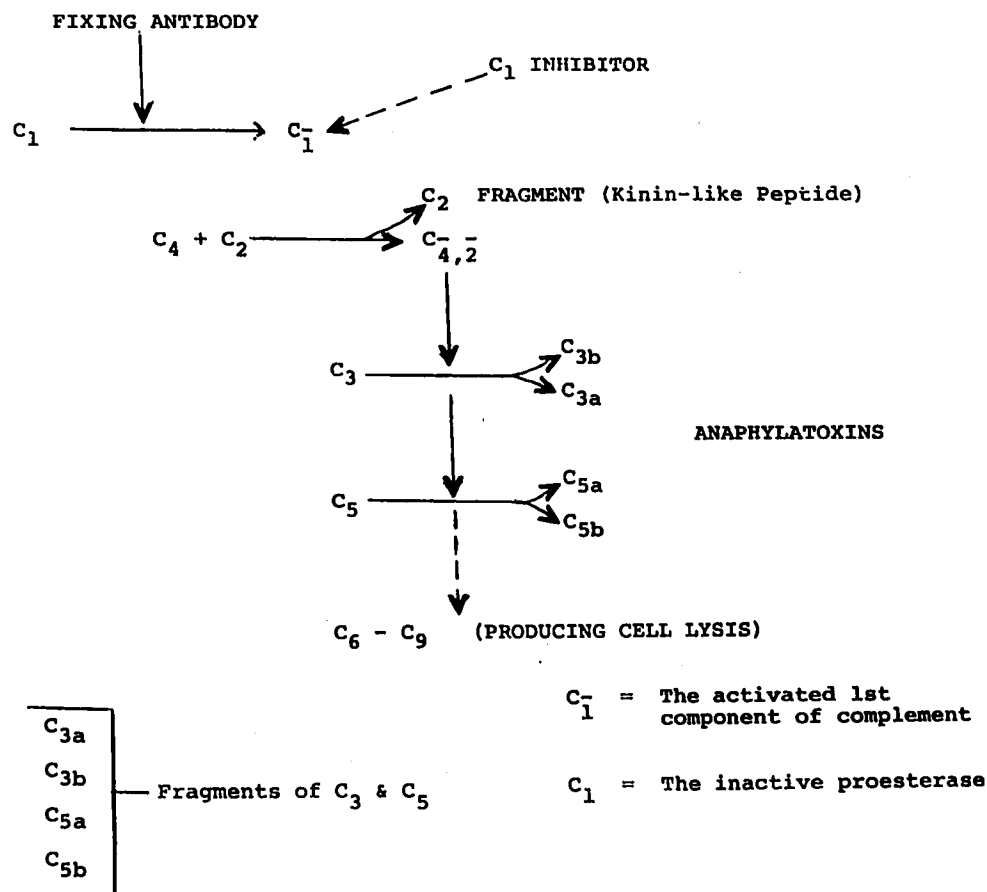 FIXING ANTIBODY
C₁ INHIBITOR
C₁ C₁̄
C₂ FRAGMENT (Kinin-like Peptide)
C₄ + C₂ C₄̄,₂̄
C₃b
C₃
C₃a
ANAPHYLATOXINS
C₅a
C₅
C₅b
C₆ - C₉ (PRODUCING CELL LYSIS)
C₁̄ = The activated 1st
component of complement
C₃a
C₃b
Fragments of C₃ & C₅
C₁ = The inactive proesterase
C₅a
C₅b